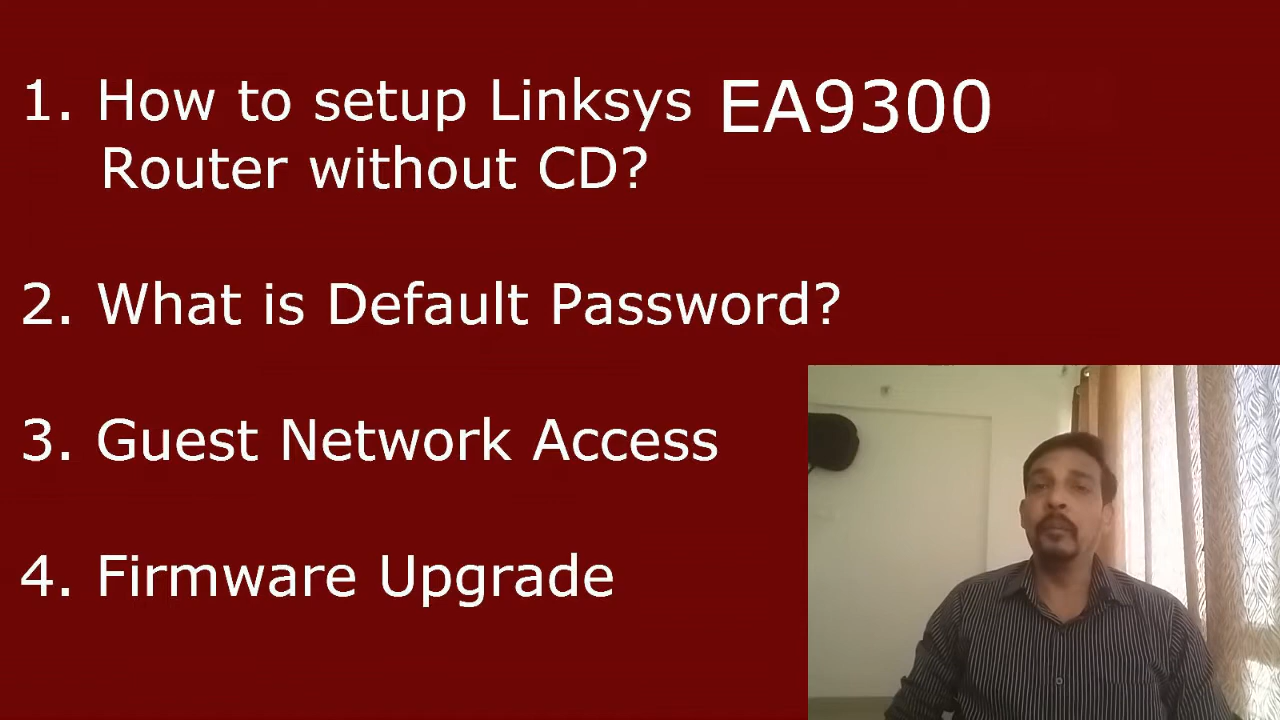 1. How to setup Linksys EA9300
Router without CD?
2. What is Default Password?
3. Guest Network Access
4. Firmware Upgrade